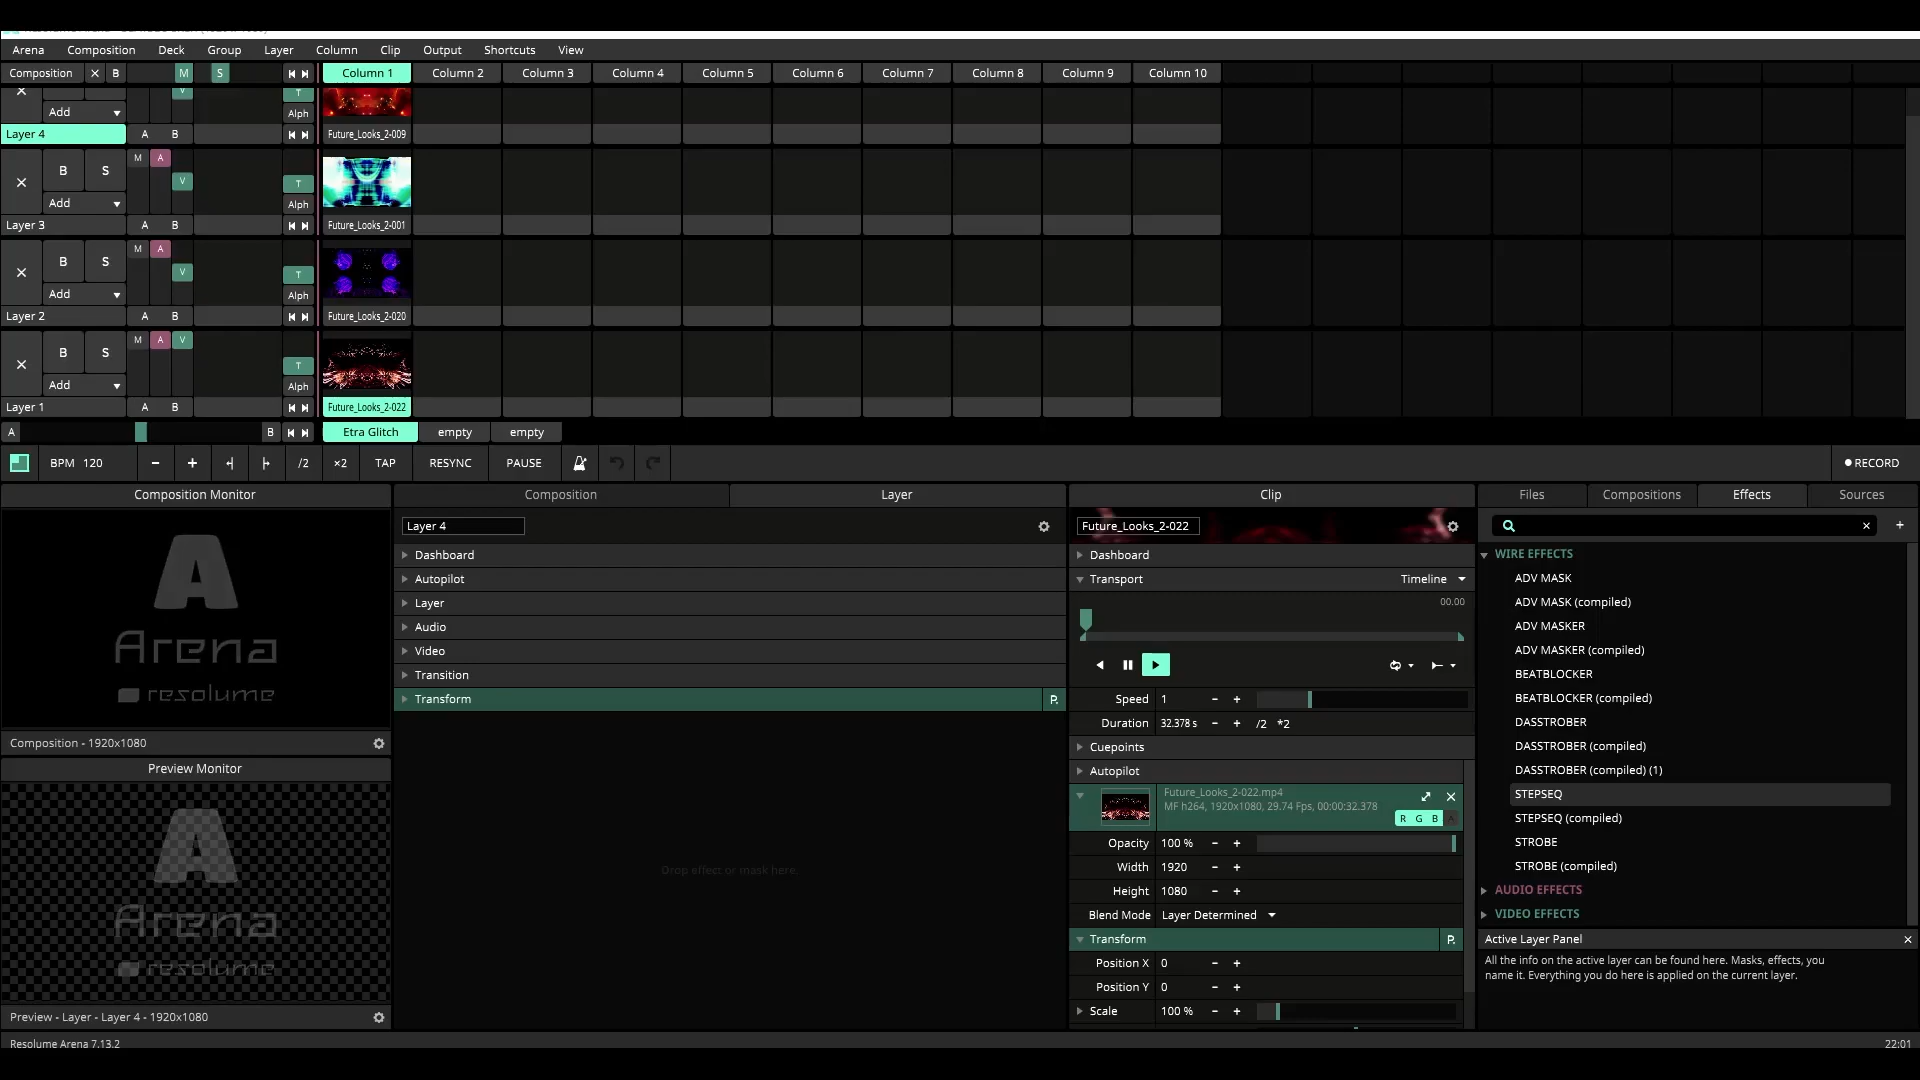 Arena Composition Deck Group Layer Column Clip Output Shortcuts View
Composition × B M S Column 1 Column 2 Column 3 Column 4 Column 5 Column 6 Column 7 Column 8 Column 9 Column 10
V T
Add Alph
Layer 4 A B Future_Looks_2-009
M A
B S V T
Add Alph
Layer 3 A B Future_Looks_2-001
M A
B S V T
Add Alph
Layer 2 A B Future_Looks_2-020
M A V
B S T
Add Alph
Layer 1 A B Future_Looks_2-022
A B Etra Glitch empty empty
BPM 120 - + /2 ×2 TAP RESYNC PAUSE RECORD
Composition Monitor
Arena
resolume
Composition - 1920x1080
Preview Monitor
Arena
resolume
Preview - Layer - Layer 4 - 1920x1080
Composition Layer
Layer 4
Dashboard
Autopilot
Layer
Audio
Video
Transition
Transform P.
Drop effect or mask here.
Clip
Future_Looks_2-022
Dashboard
Transport Timeline
00.00
Speed 1 - +
Duration 32.378 s - + /2 *2
Cuepoints
Autopilot
Future_Looks_2-022.mp4
MF h264, 1920x1080, 29.74 Fps, 00:00:32.378
R G B A
Opacity 100 % - +
Width 1920 - +
Height 1080 - +
Blend Mode Layer Determined
Transform P.
Position X 0 - +
Position Y 0 - +
Scale 100 % - +
Files Compositions Effects Sources
WIRE EFFECTS
ADV MASK
ADV MASK (compiled)
ADV MASKER
ADV MASKER (compiled)
BEATBLOCKER
BEATBLOCKER (compiled)
DASSTROBER
DASSTROBER (compiled)
DASSTROBER (compiled) (1)
STEPSEQ
STEPSEQ (compiled)
STROBE
STROBE (compiled)
AUDIO EFFECTS
VIDEO EFFECTS
Active Layer Panel
All the info on the active layer can be found here. Masks, effects, you
name it. Everything you do here is applied on the current layer.
Resolume Arena 7.13.2 22:01